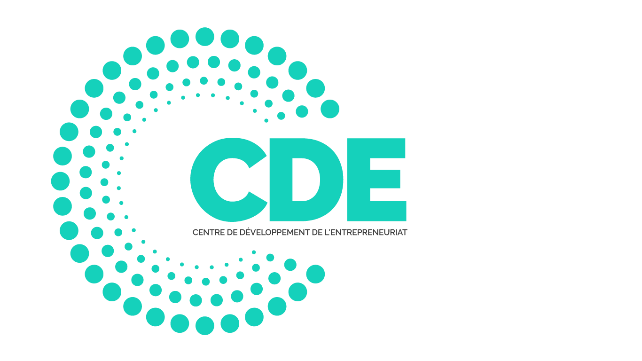 CDE
CENTRE DE DÉVELOPPEMENT DE L'ENTREPRENEURIAT